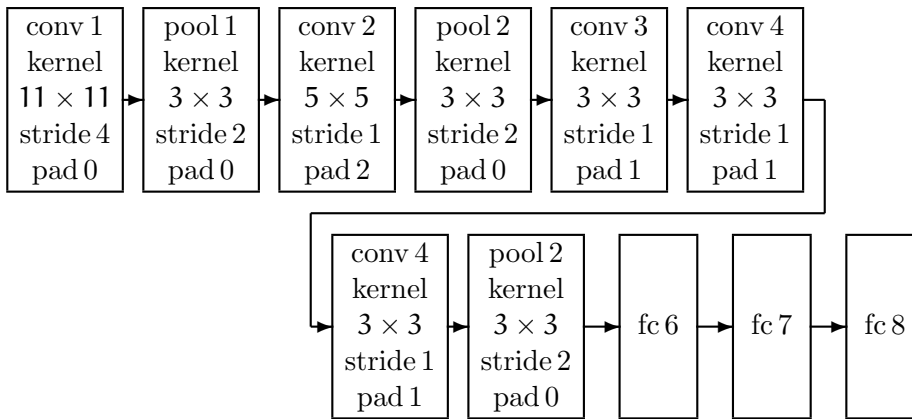 conv 1
kernel
11 × 11
stride 4
pad 0
pool 1
kernel
3 × 3
stride 2
pad 0
conv 2
kernel
5 × 5
stride 1
pad 2
pool 2
kernel
3 × 3
stride 2
pad 0
conv 3
kernel
3 × 3
stride 1
pad 1
conv 4
kernel
3 × 3
stride 1
pad 1
conv 4
kernel
3 × 3
stride 1
pad 1
pool 2
kernel
3 × 3
stride 2
pad 0
fc 6
fc 7
fc 8